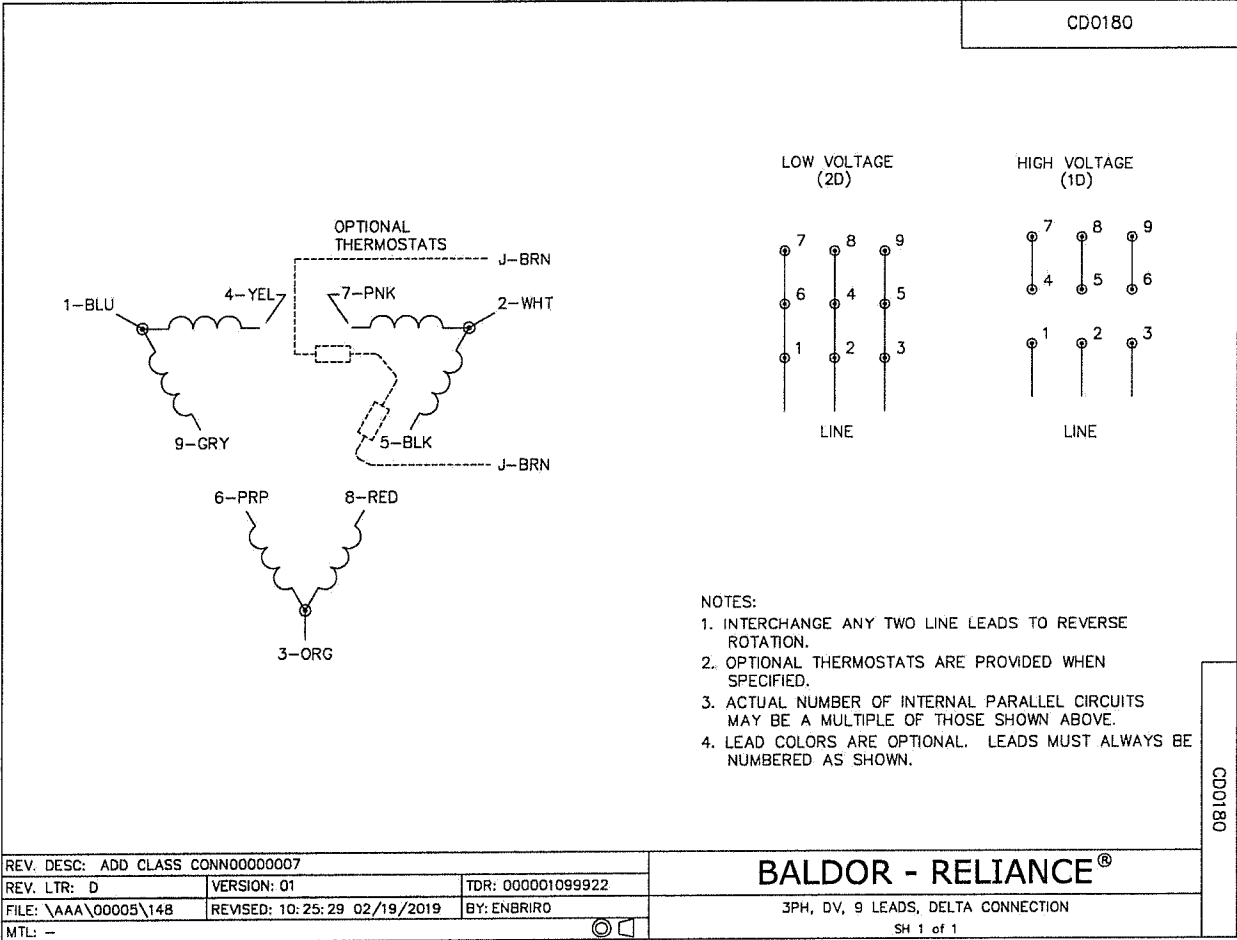 CD0180
LOW VOLTAGE
(2D)
HIGH VOLTAGE
(1D)
7 8 9
6 4 5
1 2 3
LINE
7 8 9
4 5 6
1 2 3
LINE
OPTIONAL
THERMOSTATS
J-BRN
1-BLU
4-YEL
7-PNK
2-WHT
9-GRY
5-BLK
J-BRN
6-PRP
8-RED
3-ORG
NOTES:
1. INTERCHANGE ANY TWO LINE LEADS TO REVERSE
ROTATION.
2. OPTIONAL THERMOSTATS ARE PROVIDED WHEN
SPECIFIED.
3. ACTUAL NUMBER OF INTERNAL PARALLEL CIRCUITS
MAY BE A MULTIPLE OF THOSE SHOWN ABOVE.
4. LEAD COLORS ARE OPTIONAL. LEADS MUST ALWAYS BE
NUMBERED AS SHOWN.
CD0180
REV. DESC: ADD CLASS CONN00000007
REV. LTR: D
VERSION: 01
TDR: 000001099922
FILE: \AAA\00005\148
REVISED: 10:25:29 02/19/2019
BY: ENBRIRO
MTL: -
BALDOR - RELIANCE®
3PH, DV, 9 LEADS, DELTA CONNECTION
SH 1 of 1